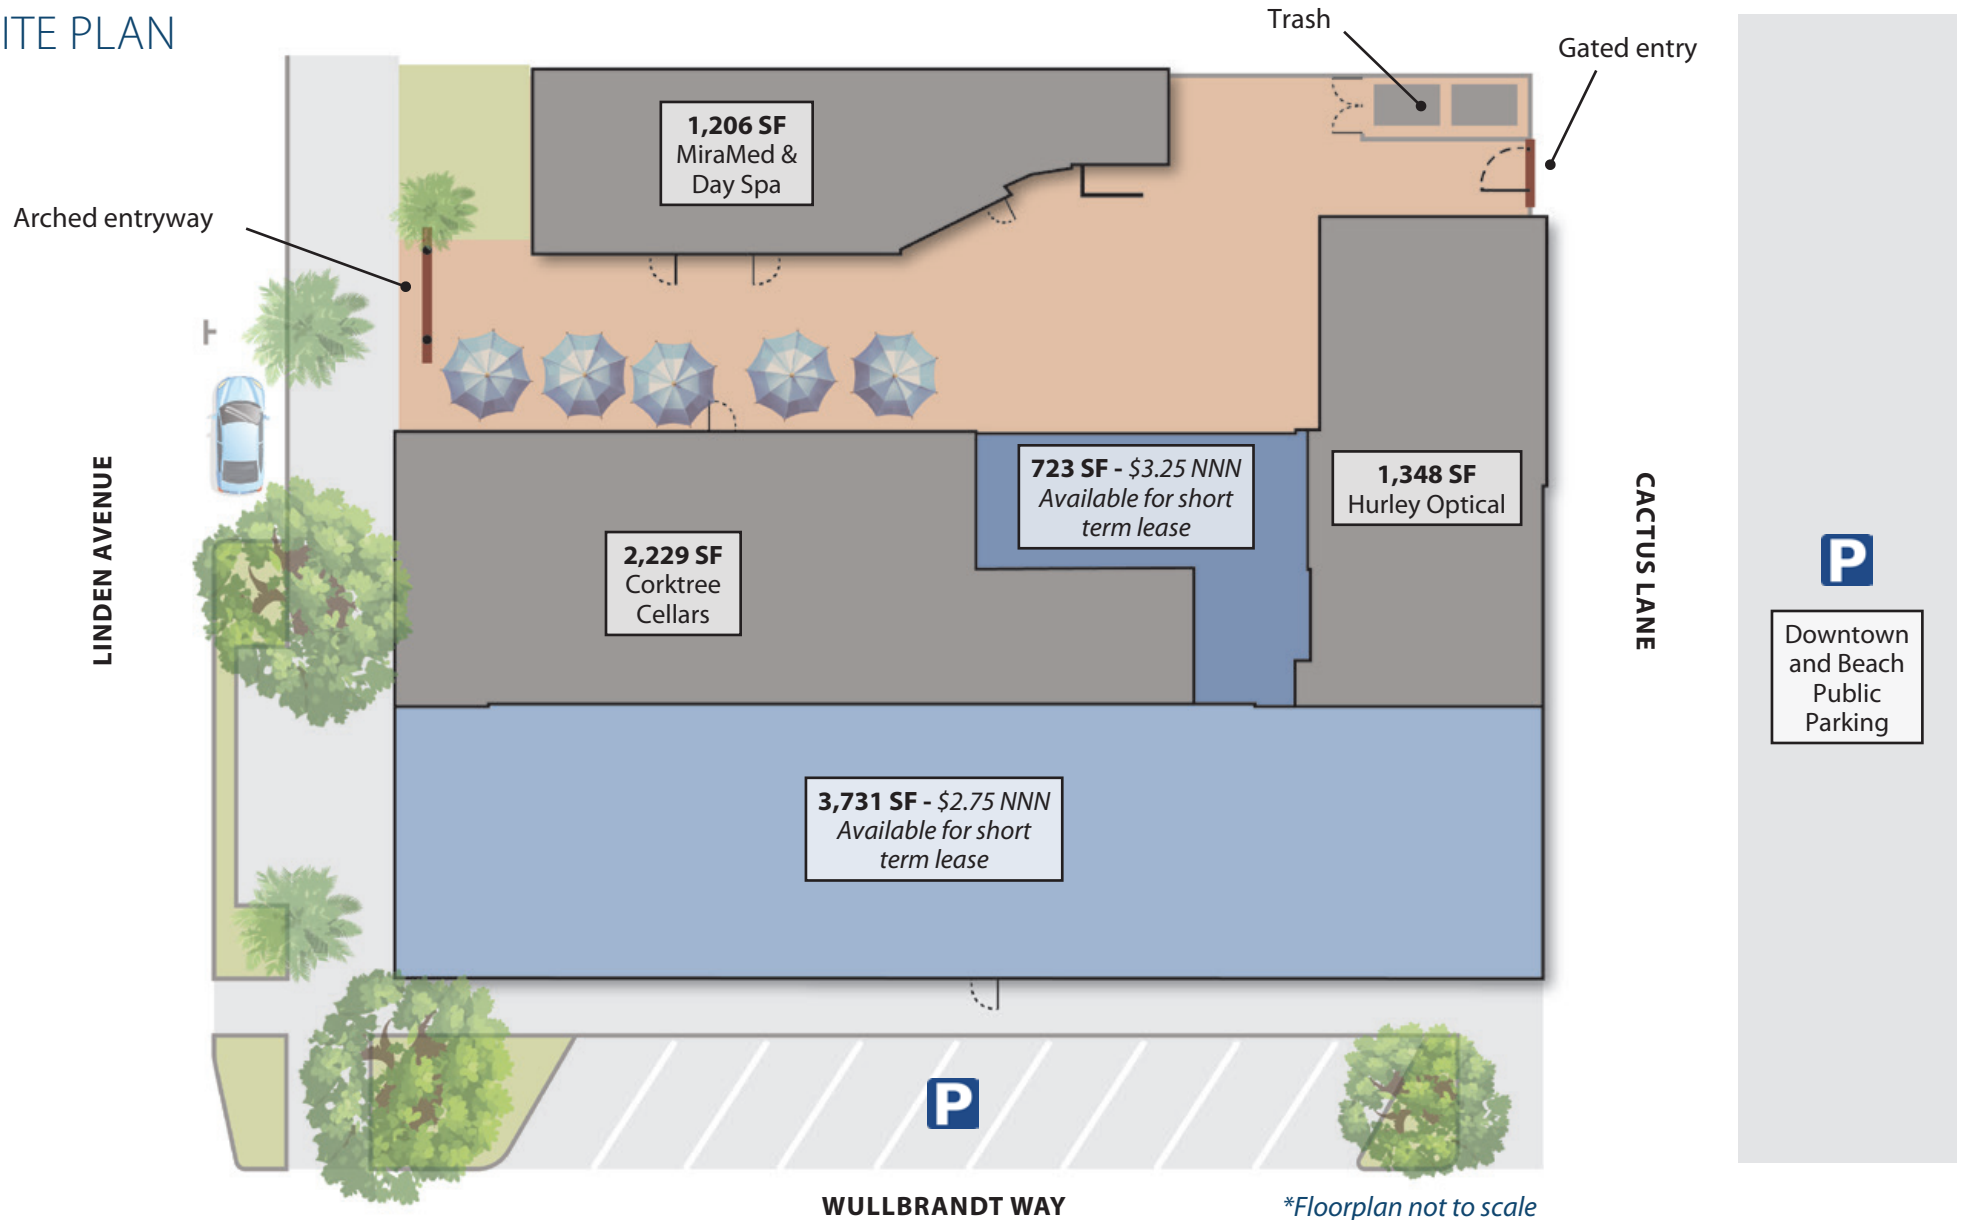 ITE PLAN
Trash
Gated entry
1,206 SF
MiraMed &
Day Spa
Arched entryway
723 SF - $3.25 NNN
Available for short
term lease
1,348 SF
Hurley Optical
2,229 SF
Corktree
Cellars
LINDEN AVENUE
CACTUS LANE
P
Downtown
and Beach
Public
Parking
3,731 SF - $2.75 NNN
Available for short
term lease
P
WULLBRANDT WAY
*Floorplan not to scale